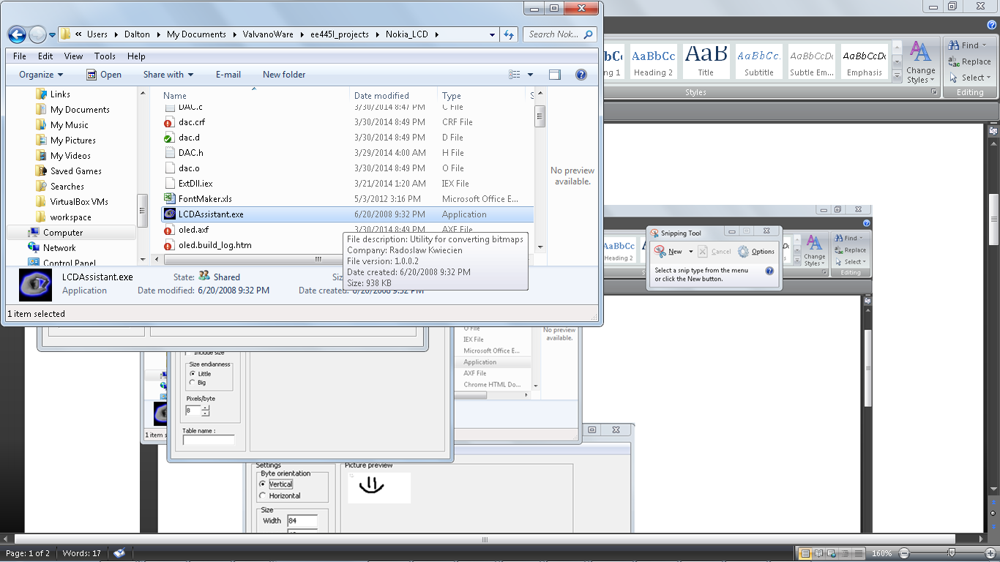 « Users ▸ Dalton ▸ My Documents ▸ ValvanoWare ▸ ee445l_projects ▸ Nokia_LCD ▸
Search Nok...
File Edit View Tools Help
Organize Open Share with E-mail New folder
Links
My Documents
My Music
My Pictures
My Videos
Saved Games
Searches
VirtualBox VMs
workspace
Computer
Network
Control Panel
Name Date modified Type S
DAC.c 3/30/2014 8:47 PM C File
dac.crf 3/30/2014 8:49 PM CRF File
dac.d 3/30/2014 8:49 PM D File
DAC.h 3/29/2014 4:00 AM H File
dac.o 3/30/2014 8:49 PM O File
ExtDll.iex 3/21/2014 1:20 AM IEX File
FontMaker.xls 5/3/2012 3:16 PM Microsoft Office E...
LCDAssistant.exe 6/20/2008 9:32 PM Application
oled.axf 3/30/2014 8:49 PM AXF File
oled.build_log.htm
File description: Utility for converting bitmaps
Company: Radoslaw Kwiecien
File version: 1.0.0.2
Date created: 6/20/2008 9:32 PM
Size: 938 KB
No preview
available.
LCDAssistant.exe State: Shared Siz
Application Date modified: 6/20/2008 9:32 PM Date created: 6/20/2008 9:32 PM
1 item selected
AaBbCc AaB AaBbCc. AaBbCcDc AaBbCcDc
ng 1 Heading 2 Title Subtitle Subtle Em... Emphasis
Change
Styles
Styles
Find
Replace
Select
Editing
Snipping Tool
New Cancel Options
Select a snip type from the menu
or click the New button.
AaBbCc
Heading 2
Change
Styles
Find
Replace
Select
Editing
O File
IEX File
Microsoft Office E...
Application
AXF File
Chrome HTML Do...
No preview
available.
1 item s
Include size
Size endianness
Little
Big
Pixels/byte
8
Table name :
Settings
Byte orientation
Vertical
Horizontal
Size
Width 84
Picture preview
Page: 1 of 2 Words: 17
160%